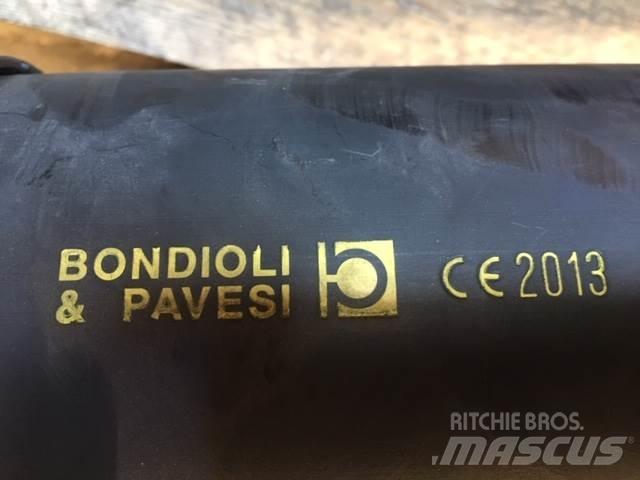 BONDIOLI
& PAVESI
CE 2013
RITCHIE BROS.
MASCUS